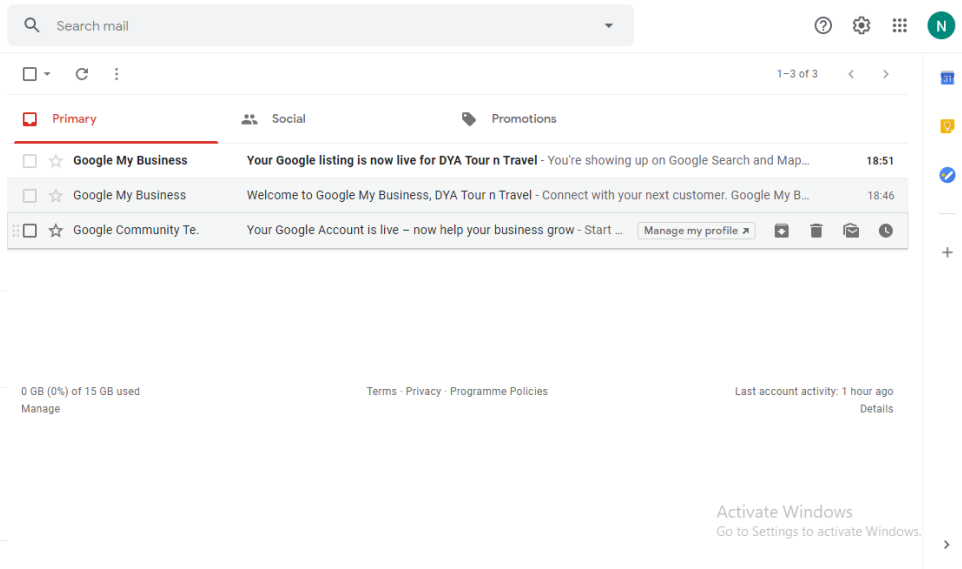 Search mail
N
1–3 of 3
31
Primary
Social
Promotions
Google My Business Your Google listing is now live for DYA Tour n Travel - You're showing up on Google Search and Map... 18:51
Google My Business Welcome to Google My Business, DYA Tour n Travel - Connect with your next customer. Google My B... 18:46
Google Community Te. Your Google Account is live – now help your business grow - Start ... Manage my profile
0 GB (0%) of 15 GB used Terms · Privacy · Programme Policies Last account activity: 1 hour ago
Manage Details
Activate Windows
Go to Settings to activate Windows.